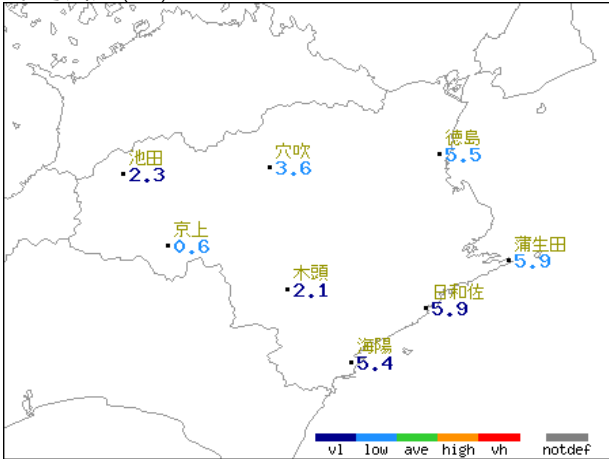 徳島
5.5
穴吹
3.6
池田
2.3
京上
0.6
蒲生田
5.9
木頭
2.1
日和佐
5.9
海陽
5.4
vl low ave high vh notdef